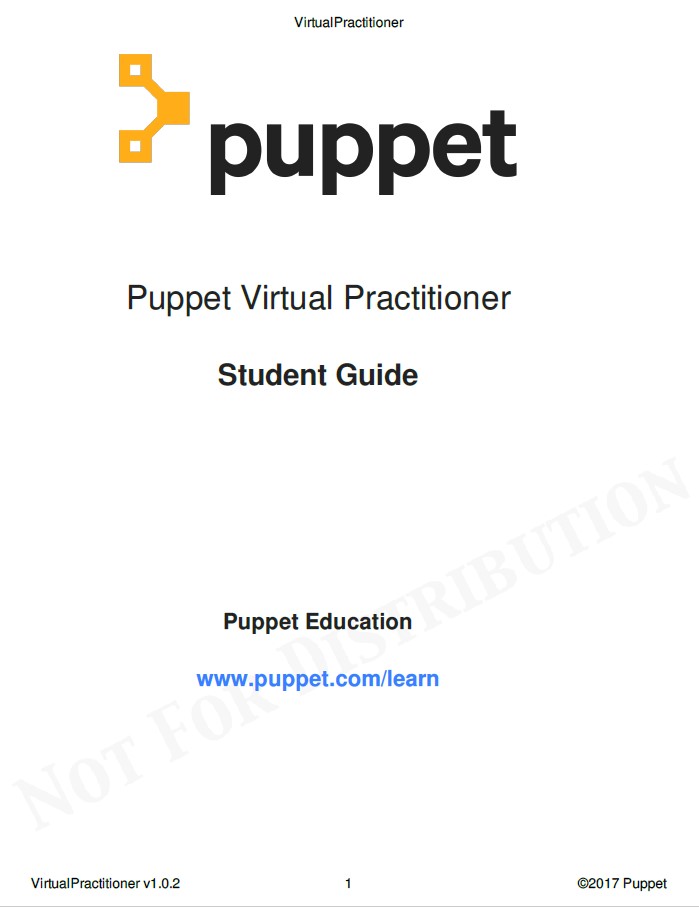 VirtualPractitioner
puppet
Puppet Virtual Practitioner
Student Guide
Puppet Education
www.puppet.com/learn
NOT FOR DISTRIBUTION
VirtualPractitioner v1.0.2 1 ©2017 Puppet